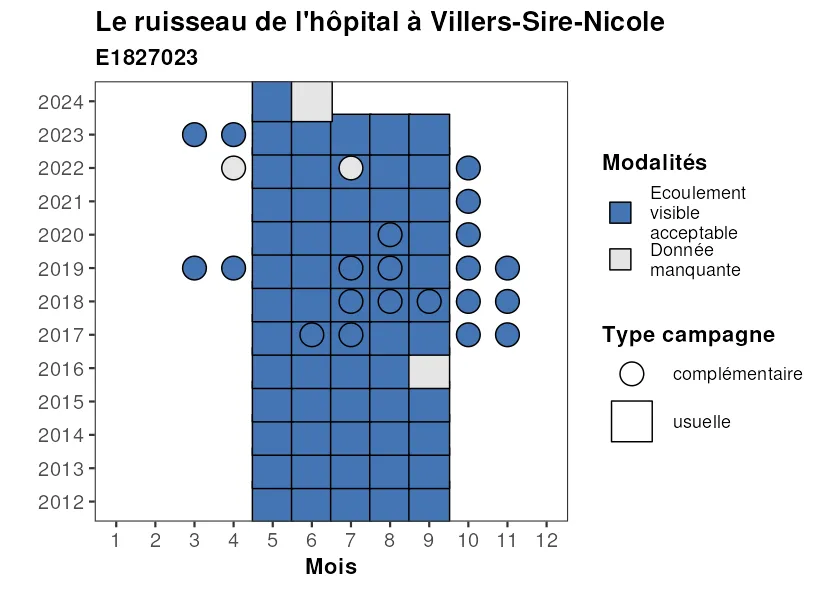 Le ruisseau de l'hôpital à Villers-Sire-Nicole
E1827023
2024
2023
2022
2021
2020
2019
2018
2017
2016
2015
2014
2013
2012
1 2 3 4 5 6 7 8 9 10 11 12
Mois
Modalités
Ecoulement
visible
acceptable
Donnée
manquante
Type campagne
complémentaire
usuelle